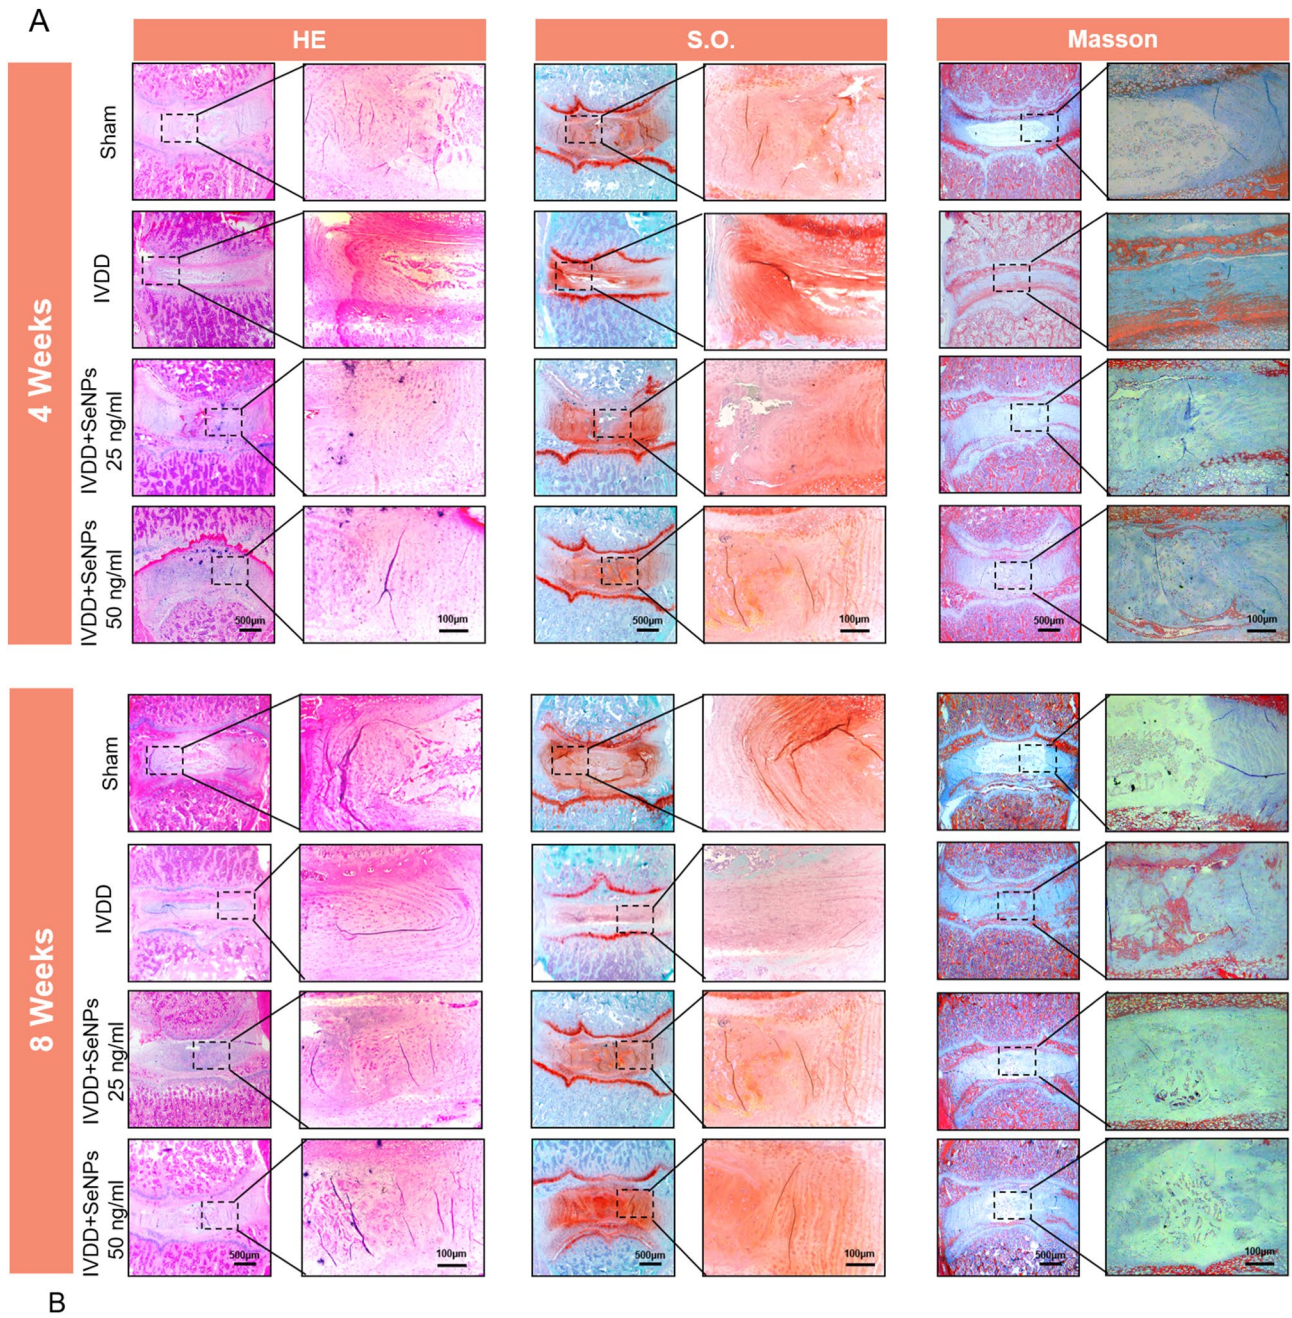 A
HE
S.O.
Masson
4 Weeks
Sham
IVDD
IVDD+SeNPs
25 ng/ml
IVDD+SeNPs
50 ng/ml
500μm
100μm
500μm
100μm
500μm
100μm
8 Weeks
Sham
IVDD
IVDD+SeNPs
25 ng/ml
IVDD+SeNPs
50 ng/ml
500μm
100μm
500μm
100μm
500μm
100μm
B